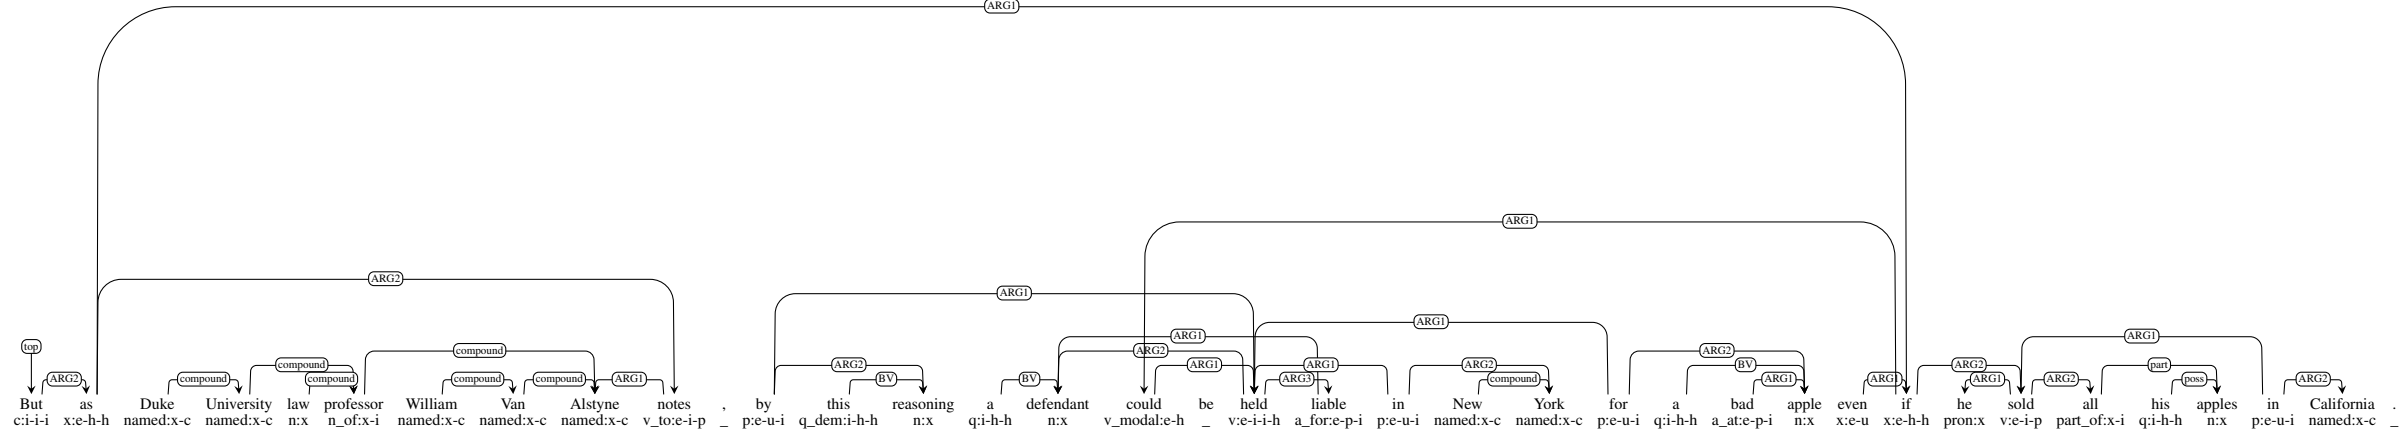 ARG1
ARG1
ARG2
ARG1
ARG1
top ARG1 ARG1
compound ARG2 ARG2
compound ARG2 ARG1 ARG1 ARG2 BV ARG2 part
ARG2 compound compound compound compound ARG1 BV BV ARG3 compound ARG1 ARG1 ARG1 ARG2 poss ARG2
But as Duke University law professor William Van Alstyne notes , by this reasoning a defendant could be held liable in New York for a bad apple even if he sold all his apples in California .
c:i-i-i x:e-h-h named:x-c named:x-c n:x n_of:x-i named:x-c named:x-c named:x-c v_to:e-i-p _ p:e-u-i q_dem:i-h-h n:x q:i-h-h n:x v_modal:e-h _ v:e-i-i-h a_for:e-p-i p:e-u-i named:x-c named:x-c p:e-u-i q:i-h-h a_at:e-p-i n:x x:e-u x:e-h-h pron:x v:e-i-p part_of:x-i q:i-h-h n:x p:e-u-i named:x-c _